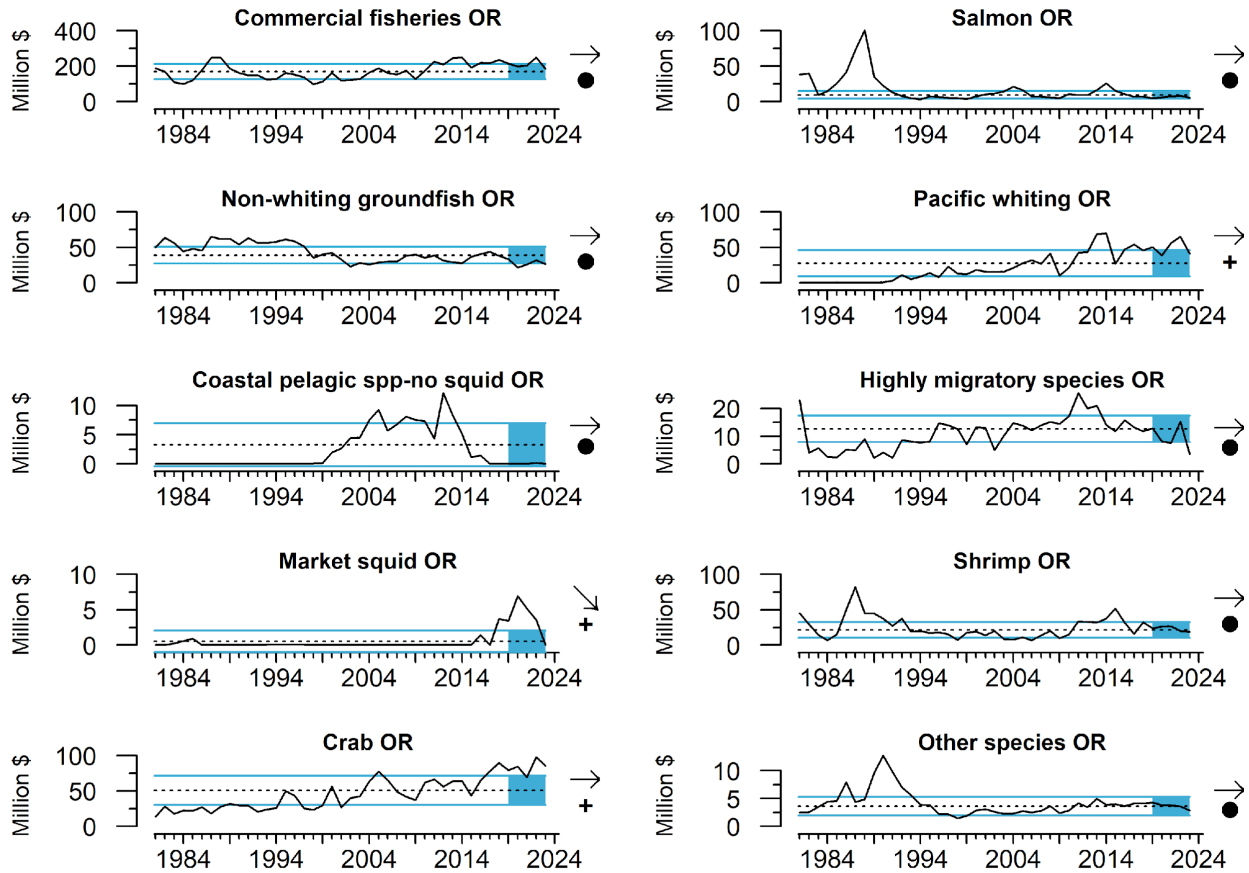 Commercial fisheries OR
Million $
400
200
0
1984 1994 2004 2014 2024
Salmon OR
Million $
100
50
0
1984 1994 2004 2014 2024
Non-whiting groundfish OR
Million $
100
50
0
1984 1994 2004 2014 2024
Pacific whiting OR
Million $
100
50
0
1984 1994 2004 2014 2024
Coastal pelagic spp-no squid OR
Million $
10
5
0
1984 1994 2004 2014 2024
Highly migratory species OR
Million $
20
10
0
1984 1994 2004 2014 2024
Market squid OR
Million $
10
5
0
1984 1994 2004 2014 2024
Shrimp OR
Million $
100
50
0
1984 1994 2004 2014 2024
Crab OR
Million $
100
50
0
1984 1994 2004 2014 2024
Other species OR
Million $
10
5
0
1984 1994 2004 2014 2024